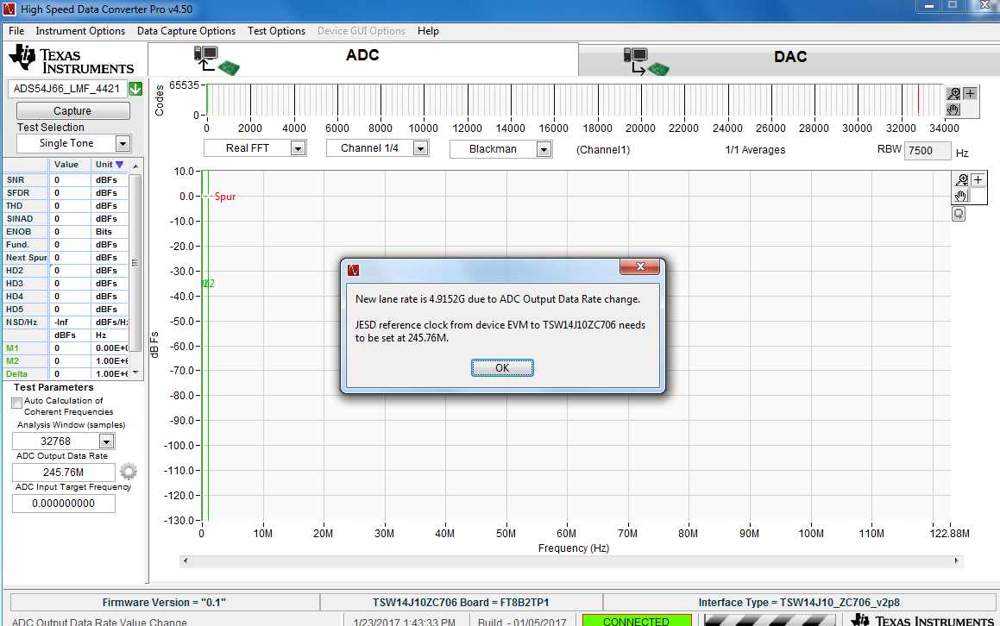 High Speed Data Converter Pro v4.50
File Instrument Options Data Capture Options Test Options Device GUI Options Help
TEXAS INSTRUMENTS
ADC
DAC
ADS54J66_LMF_4421
Capture
Test Selection
Single Tone
Codes
65535
0
0 2000 4000 6000 8000 10000 12000 14000 16000 18000 20000 22000 24000 26000 28000 30000 32000 34000
Real FFT Channel 1/4 Blackman (Channel1) 1/1 Averages RBW 7500 Hz
Value Unit
SNR 0 dBFs
SFDR 0 dBFs
THD 0 dBFs
SINAD 0 dBFs
ENOB 0 Bits
Fund. 0 dBFs
Next Spur 0 dBFs
HD2 0 dBFs
HD3 0 dBFs
HD4 0 dBFs
HD5 0 dBFs
NSD/Hz -Inf dBFs/Hz
dBFs Hz
M1 0 0.00E+0
M2 0 1.00E+6
Delta 0 1.00E+6
Test Parameters
Auto Calculation of
Coherent Frequencies
Analysis Window (samples)
32768
ADC Output Data Rate
245.76M
ADC Input Target Frequency
0.000000000
dB Fs
10.0
0.0
-10.0
-20.0
-30.0
-40.0
-50.0
-60.0
-70.0
-80.0
-90.0
-100.0
-110.0
-120.0
-130.0
Spur
0 10M 20M 30M 40M 50M 60M 70M 80M 90M 100M 110M 122.88M
Frequency (Hz)
New lane rate is 4.9152G due to ADC Output Data Rate change.
JESD reference clock from device EVM to TSW14J10ZC706 needs
to be set at 245.76M.
OK
Firmware Version = "0.1" TSW14J10ZC706 Board = FT8B2TP1 Interface Type = TSW14J10_ZC706_v2p8
ADC Output Data Rate Value Change 1/23/2017 1:43:33 PM Build - 01/05/2017 CONNECTED TEXAS INSTRUMENTS